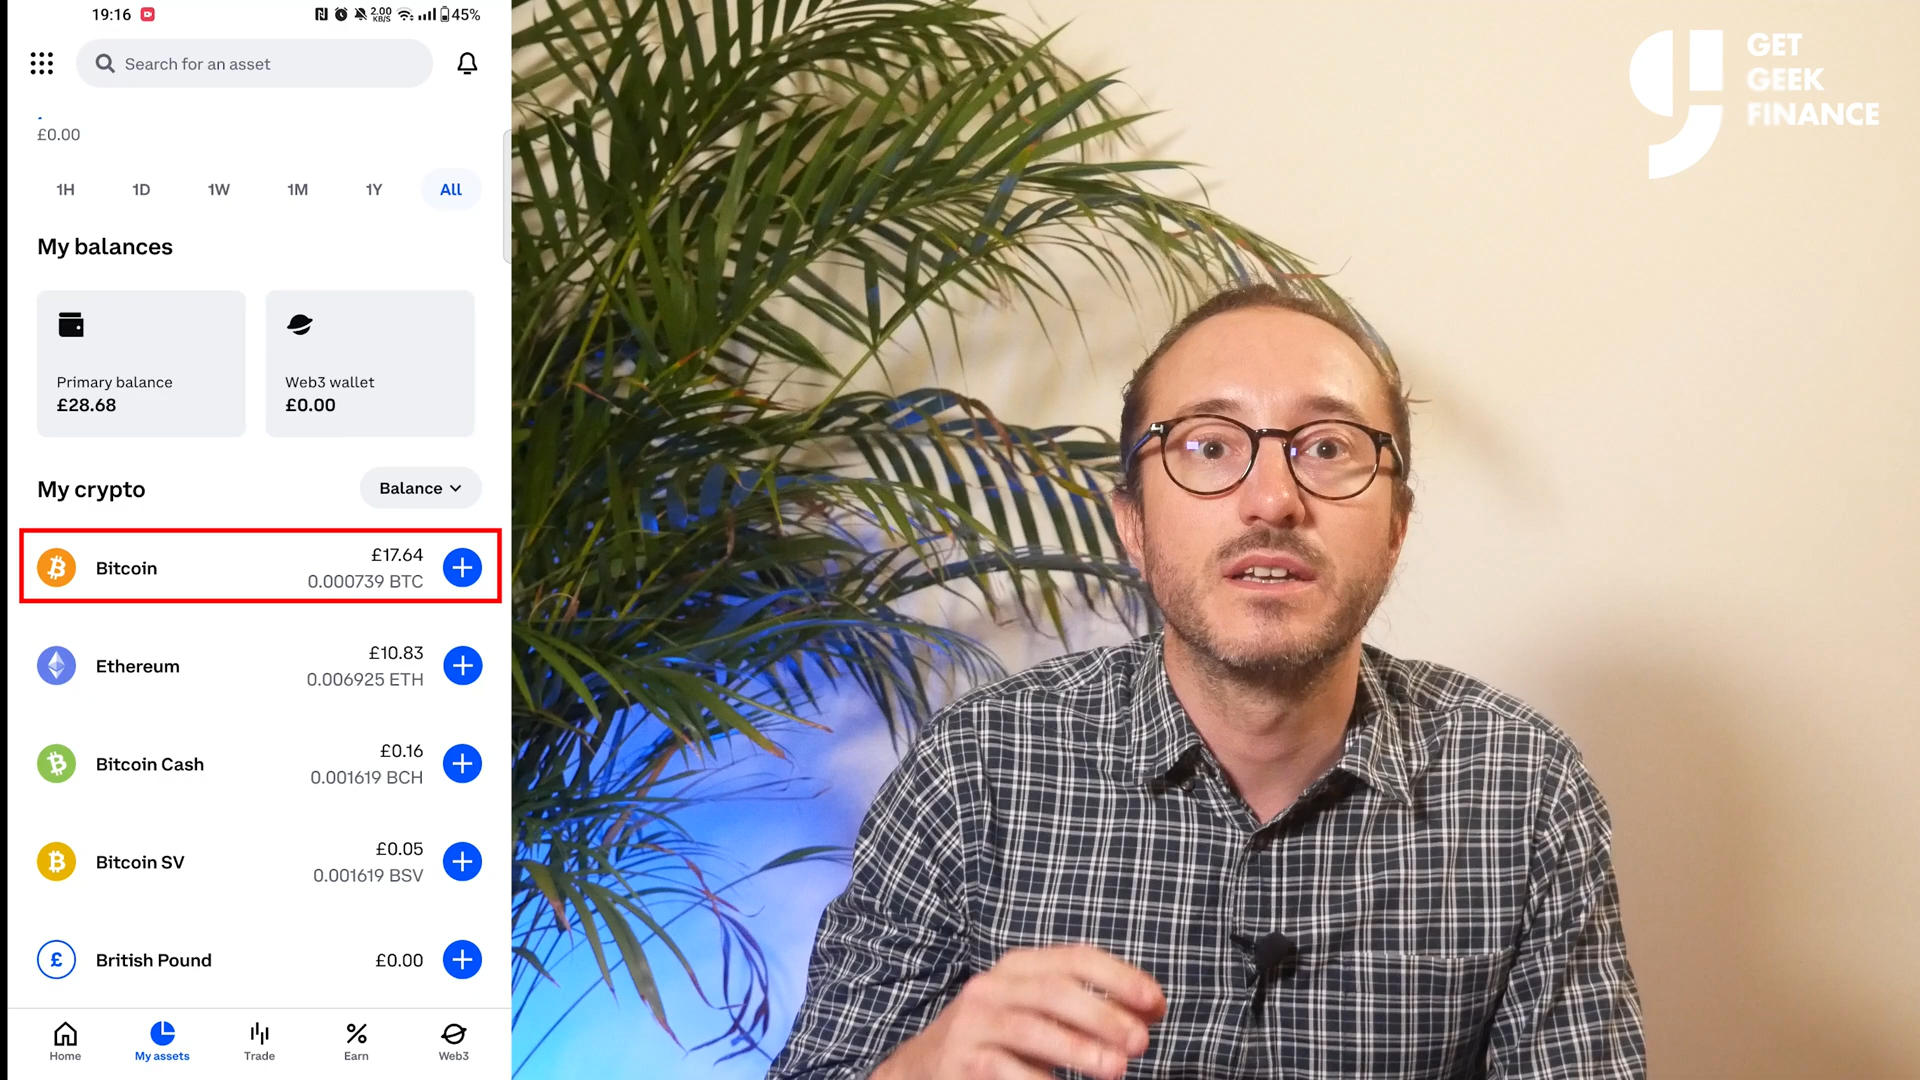 19:16 2.00 KB/S 45%
Search for an asset
£0.00
1H 1D 1W 1M 1Y All
My balances
Primary balance
£28.68
Web3 wallet
£0.00
My crypto Balance
Bitcoin £17.64
0.000739 BTC
Ethereum £10.83
0.006925 ETH
Bitcoin Cash £0.16
0.001619 BCH
Bitcoin SV £0.05
0.001619 BSV
British Pound £0.00
Home My assets Trade Earn Web3
GET
GEEK
FINANCE